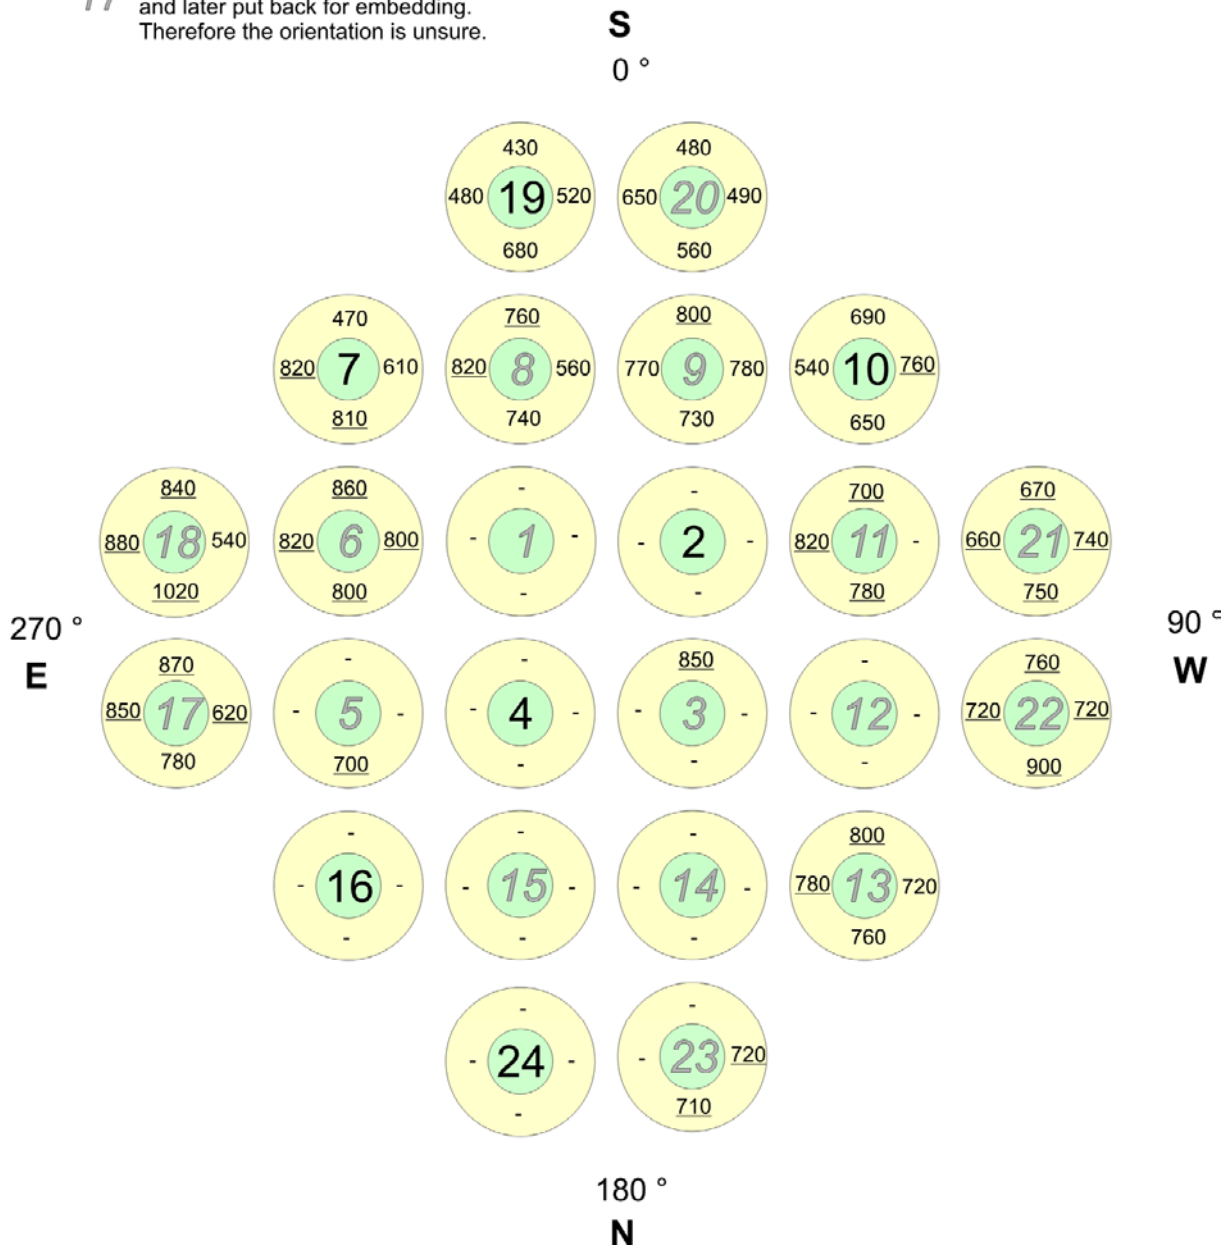 and later put back for embedding.
Therefore the orientation is unsure.
S
0 °
430
480 19 520
680
480
650 20 490
560
470
820 7 610
810
760
820 8 560
740
800
770 9 780
730
690
540 10 760
650
840
880 18 540
1020
860
820 6 800
800
-
- 1 -
-
-
- 2 -
-
700
820 11 -
780
670
660 21 740
750
270 °
E
90 °
W
870
850 17 620
780
-
- 5 -
700
-
- 4 -
-
850
- 3 -
-
-
- 12 -
-
760
720 22 720
900
-
- 16 -
-
-
- 15 -
-
-
- 14 -
-
800
780 13 720
760
-
- 24 -
-
-
- 23 720
710
180 °
N